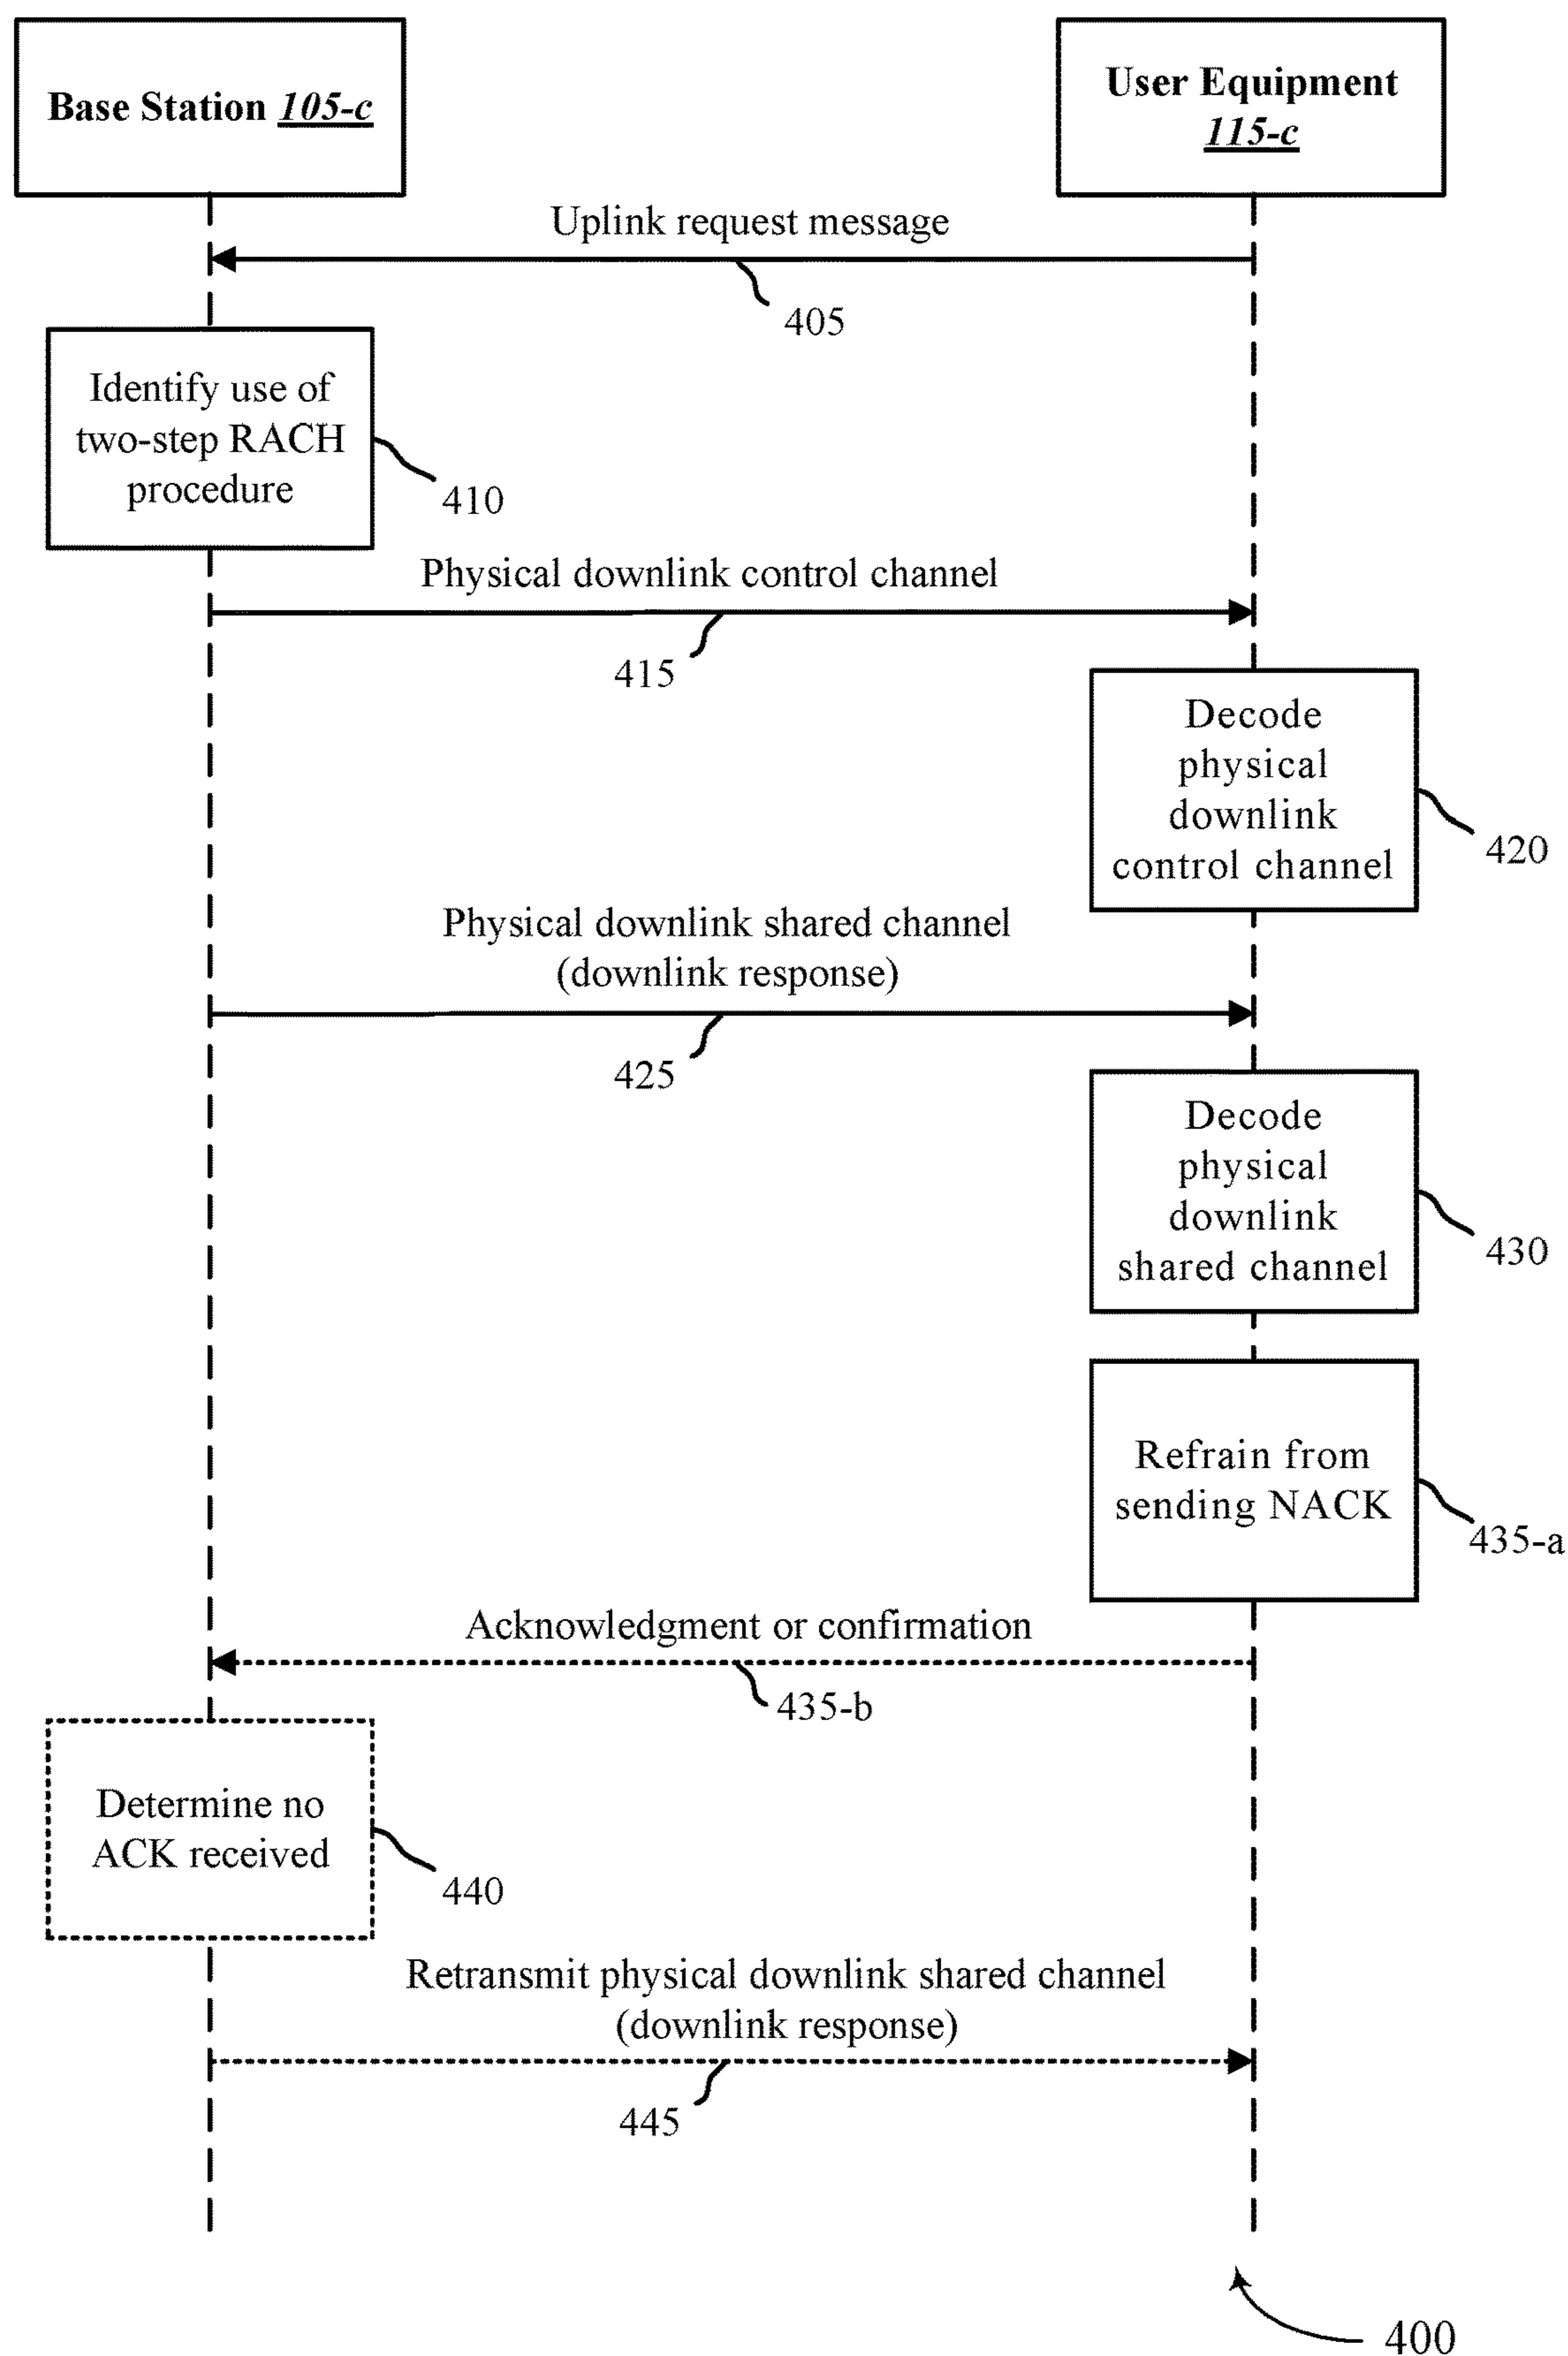 Base Station 105-c
User Equipment
115-c
Uplink request message
405
Identify use of
two-step RACH
procedure
410
Physical downlink control channel
415
Decode
physical
downlink
control channel
420
Physical downlink shared channel
(downlink response)
425
Decode
physical
downlink
shared channel
430
Refrain from
sending NACK
435-a
Acknowledgment or confirmation
435-b
Determine no
ACK received
440
Retransmit physical downlink shared channel
(downlink response)
445
400